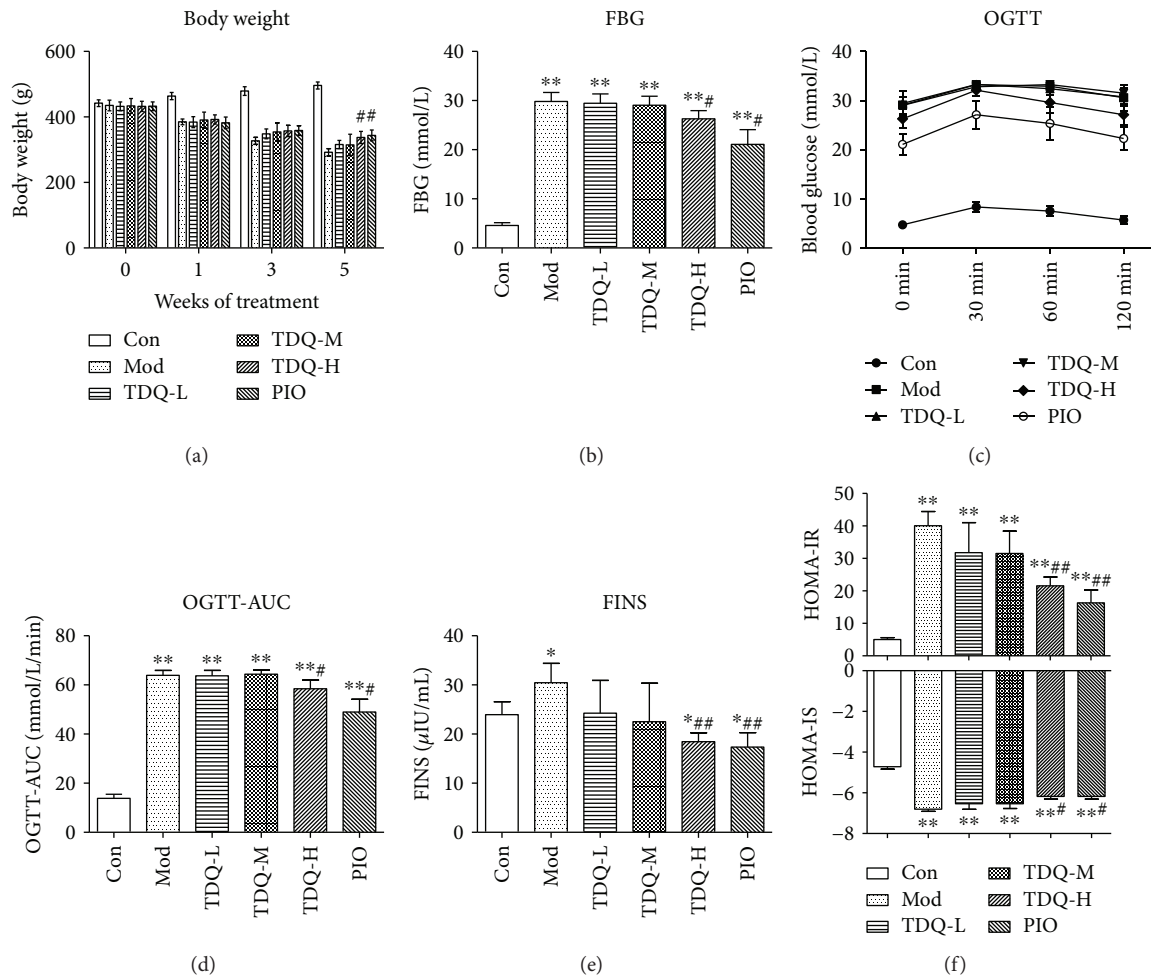 Body weight
Body weight (g)
600
400
200
0
# #
0 1 3 5
Weeks of treatment
Con
Mod
TDQ-L
TDQ-M
TDQ-H
PIO
(a)
FBG
FBG (mmol/L)
40
30
20
10
0
** ** ** **# **#
Con Mod TDQ-L TDQ-M TDQ-H PIO
(b)
OGTT
Blood glucose (mmol/L)
40
30
20
10
0
0 min 30 min 60 min 120 min
Con
Mod
TDQ-L
TDQ-M
TDQ-H
PIO
(c)
OGTT-AUC
OGTT-AUC (mmol/L/min)
80
60
40
20
0
** ** ** **# **#
Con Mod TDQ-L TDQ-M TDQ-H PIO
(d)
FINS
FINS (μIU/mL)
40
30
20
10
0
* *## *##
Con Mod TDQ-L TDQ-M TDQ-H PIO
(e)
HOMA-IR
50
40
30
20
10
0
** ** ** **## **##
HOMA-IS
−2
−4
−6
−8
** ** ** **# **#
Con
Mod
TDQ-L
TDQ-M
TDQ-H
PIO
(f)